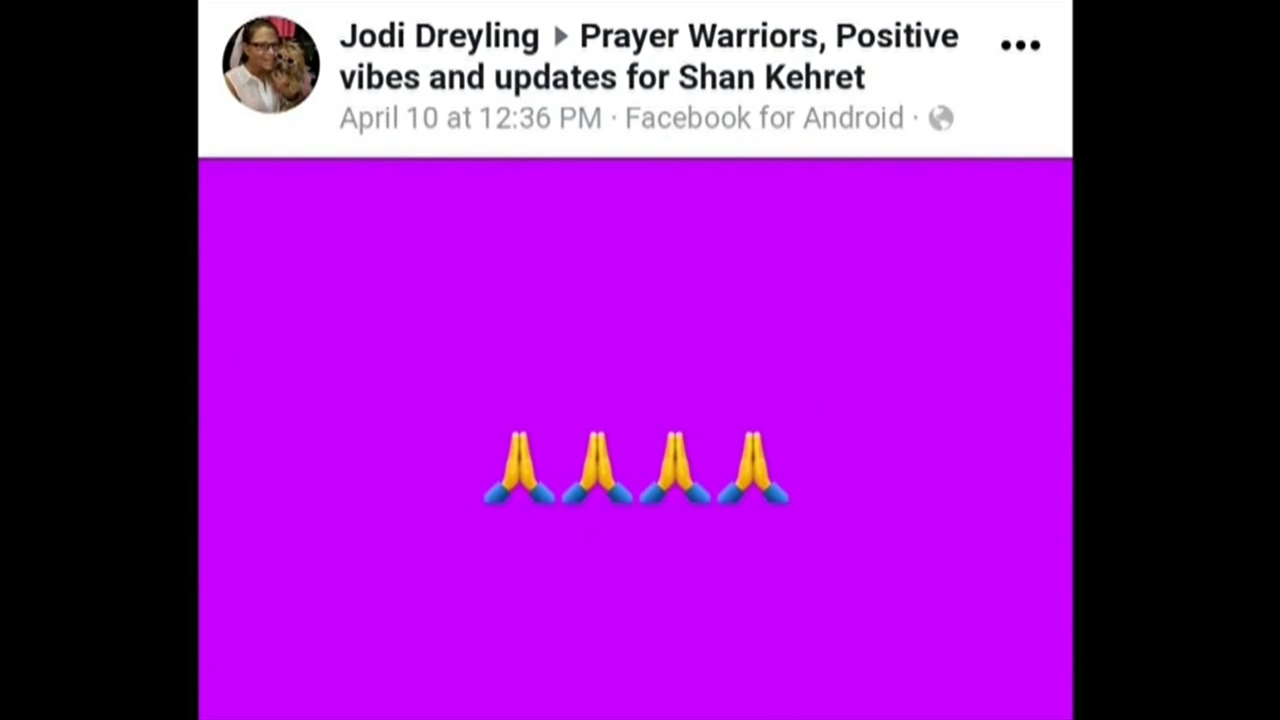 Jodi Dreyling ▶ Prayer Warriors, Positive
vibes and updates for Shan Kehret
April 10 at 12:36 PM · Facebook for Android ·
🙏🙏🙏🙏